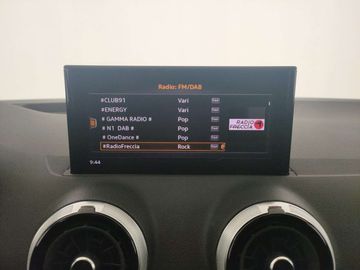 Radio: FM/DAB
#CLUB91 Vari
#ENERGY Vari
# GAMMA RADIO # Pop
# N1 DAB # Pop
# OneDance # Pop
#RadioFreccia Rock
RADIO
FRECCIA
9:44